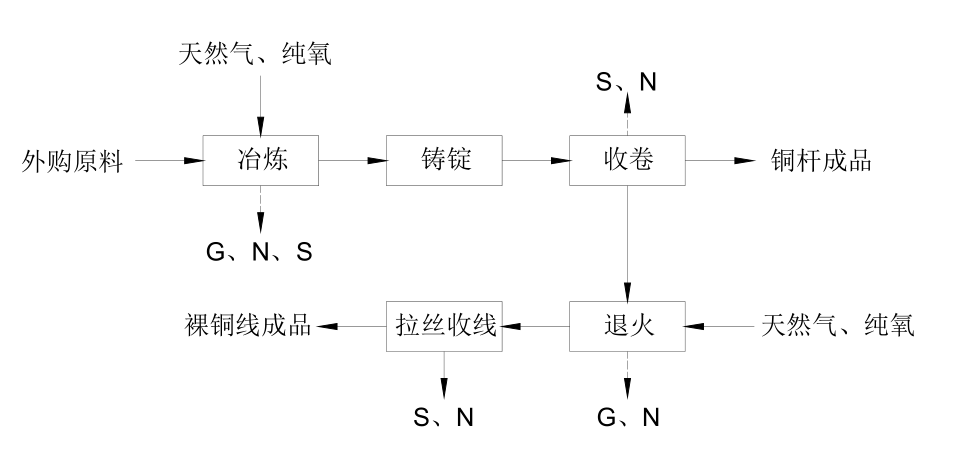 天然气、纯氧
S、N
外购原料
冶炼
铸锭
收卷
铜杆成品
G、N、S
裸铜线成品
拉丝收线
退火
天然气、纯氧
S、N
G、N